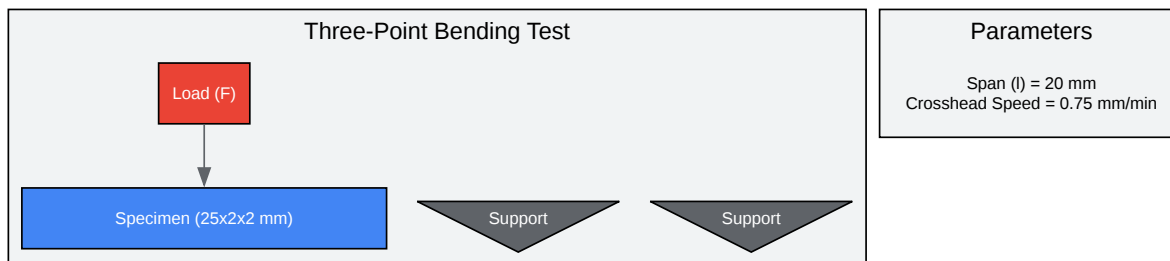 Three-Point Bending Test
Parameters
Load (F)
Span (l) = 20 mm
Crosshead Speed = 0.75 mm/min
Specimen (25x2x2 mm)
Support
Support